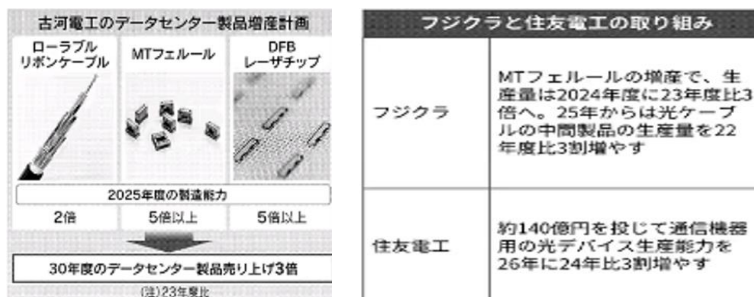 古河電工のデータセンター製品増産計画
ローラブル
リボンケーブル
MTフェルール
DFB
レーザチップ
2025年度の製造能力
2倍
5倍以上
5倍以上
30年度のデータセンター製品売り上げ3倍
(注)23年度比
フジクラと住友電工の取り組み
フジクラ
MTフェルールの増産で、生
産量は2024年度に23年度比3
倍へ。25年からは光ケーブ
ルの中間製品の生産量を22
年度比3割増やす
住友電工
約140億円を投じて通信機器
用の光デバイス生産能力を
26年に24年比3割増やす